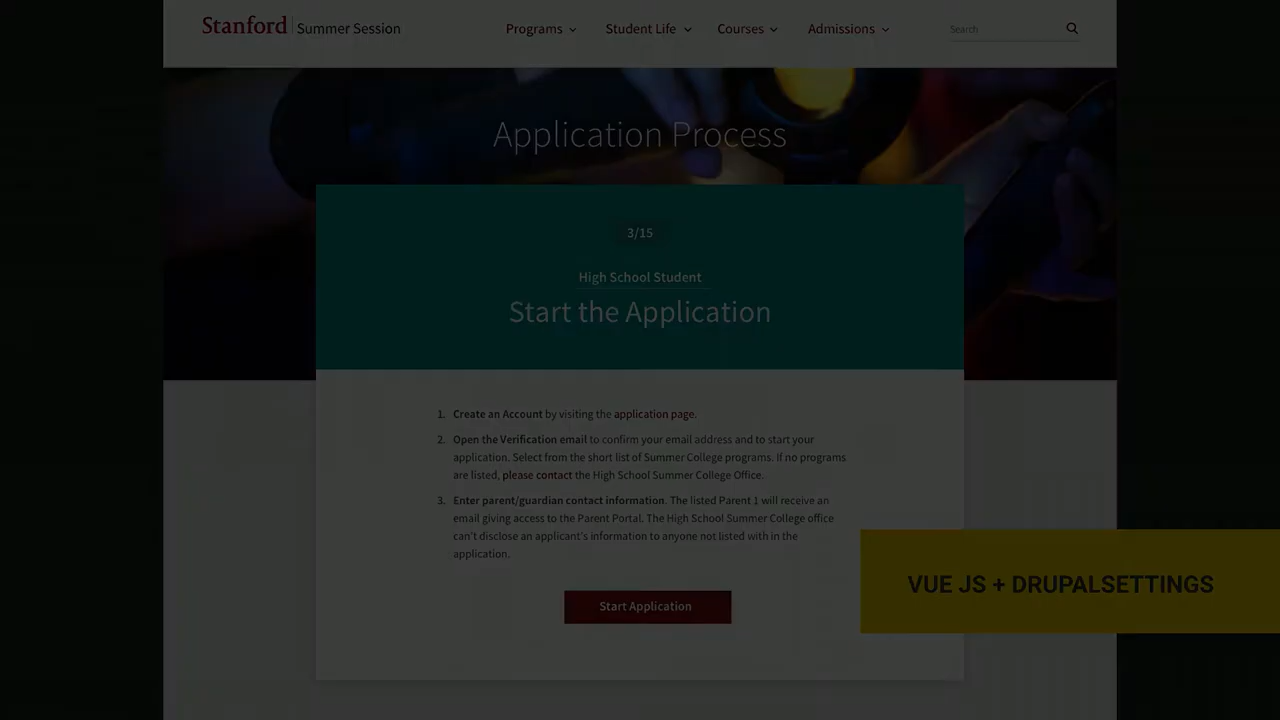 Stanford Summer Session Programs Student Life Courses Admissions Search
Application Process
3/15
High School Student
Start the Application
1. Create an Account by visiting the application page.
2. Open the Verification email to confirm your email address and to start your
application. Select from the short list of Summer College programs. If no programs
are listed, please contact the High School Summer College Office.
3. Enter parent/guardian contact information. The listed Parent 1 will receive an
email giving access to the Parent Portal. The High School Summer College office
can't disclose an applicant's information to anyone not listed with in the
application.
Start Application
VUE JS + DRUPALSETTINGS